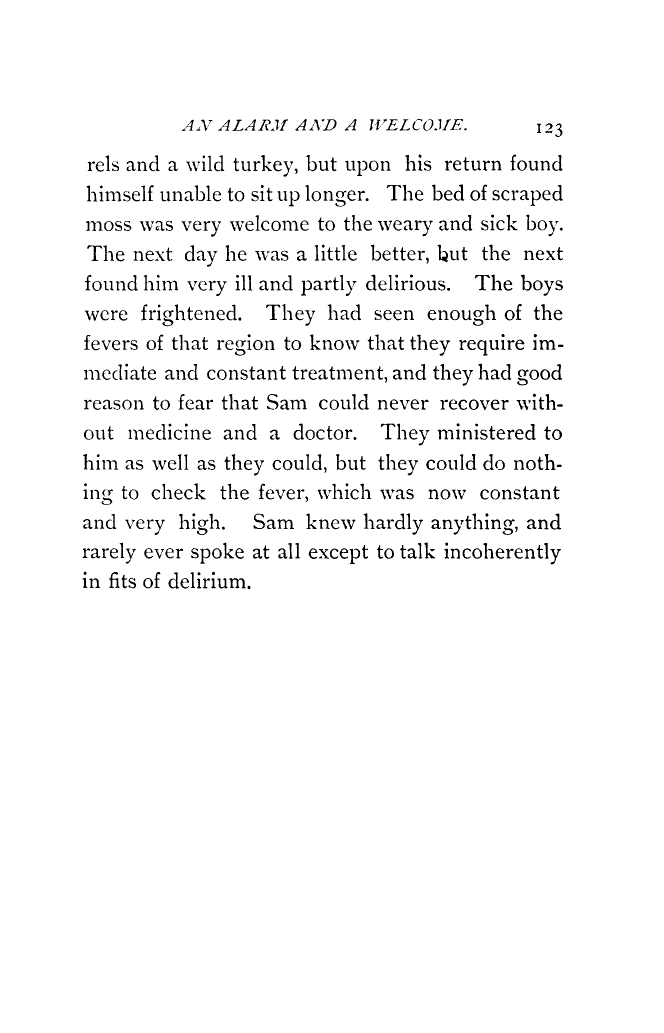 AN ALARM AND A WELCOME. 123
rels and a wild turkey, but upon his return found
himself unable to sit up longer. The bed of scraped
moss was very welcome to the weary and sick boy.
The next day he was a little better, but the next
found him very ill and partly delirious. The boys
were frightened. They had seen enough of the
fevers of that region to know that they require im-
mediate and constant treatment, and they had good
reason to fear that Sam could never recover with-
out medicine and a doctor. They ministered to
him as well as they could, but they could do noth-
ing to check the fever, which was now constant
and very high. Sam knew hardly anything, and
rarely ever spoke at all except to talk incoherently
in fits of delirium.